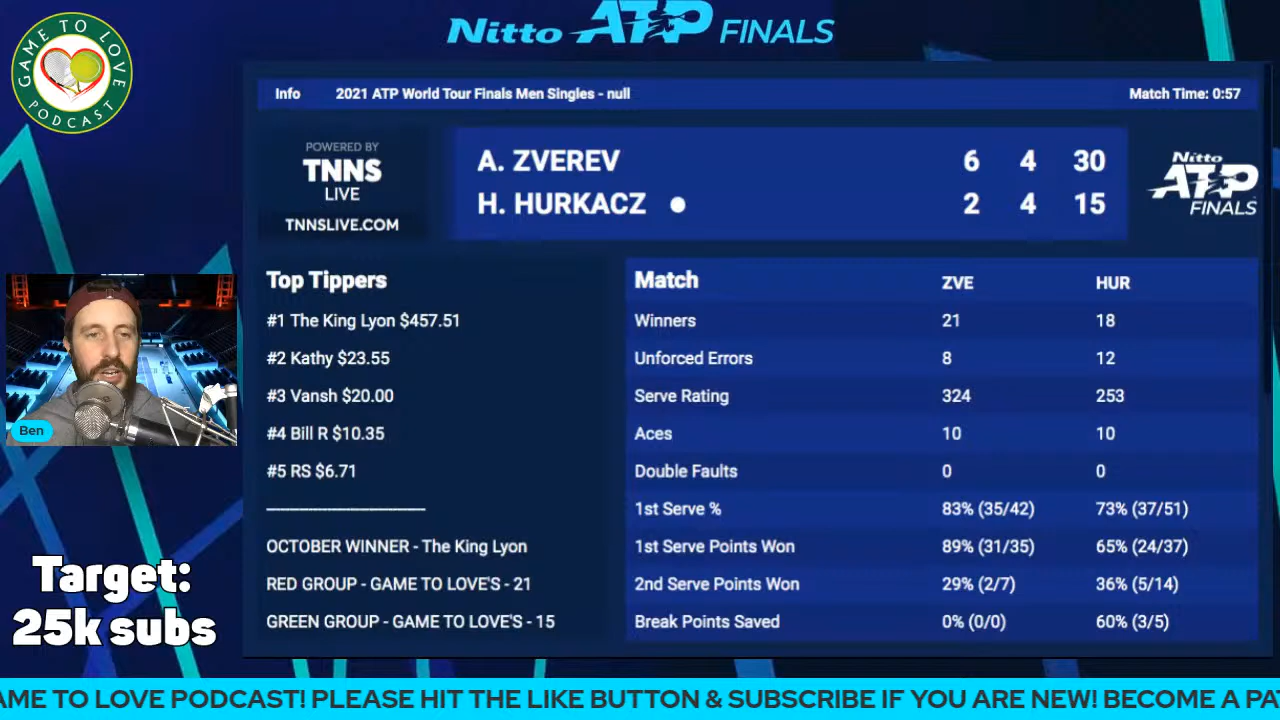 GAME TO LOVE
PODCAST
Nitto ATP FINALS
Info 2021 ATP World Tour Finals Men Singles - null Match Time: 0:57
POWERED BY
TNNS
LIVE
TNNSLIVE.COM
A. ZVEREV 6 4 30
H. HURKACZ 2 4 15
Nitto
ATP
FINALS
Top Tippers
#1 The King Lyon $457.51
#2 Kathy $23.55
#3 Vansh $20.00
#4 Bill R $10.35
#5 RS $6.71
OCTOBER WINNER - The King Lyon
RED GROUP - GAME TO LOVE'S - 21
GREEN GROUP - GAME TO LOVE'S - 15
Match ZVE HUR
Winners 21 18
Unforced Errors 8 12
Serve Rating 324 253
Aces 10 10
Double Faults 0 0
1st Serve % 83% (35/42) 73% (37/51)
1st Serve Points Won 89% (31/35) 65% (24/37)
2nd Serve Points Won 29% (2/7) 36% (5/14)
Break Points Saved 0% (0/0) 60% (3/5)
Ben
Target:
25k subs
AME TO LOVE PODCAST! PLEASE HIT THE LIKE BUTTON & SUBSCRIBE IF YOU ARE NEW! BECOME A PA